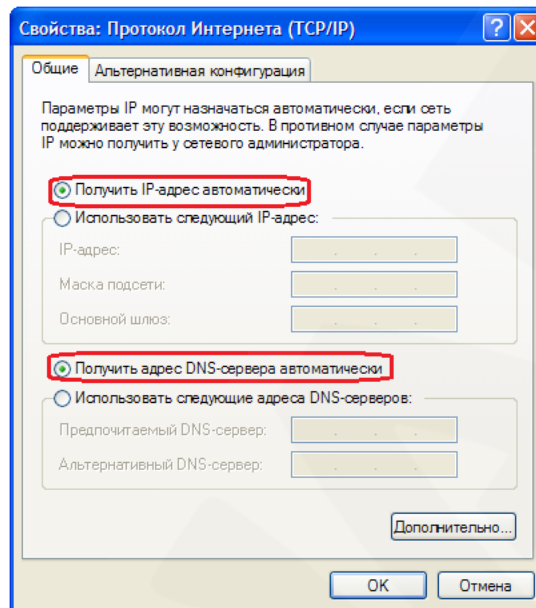 Свойства: Протокол Интернета (TCP/IP)
Общие
Альтернативная конфигурация
Параметры IP могут назначаться автоматически, если сеть
поддерживает эту возможность. В противном случае параметры
IP можно получить у сетевого администратора.
Получить IP-адрес автоматически
Использовать следующий IP-адрес:
IP-адрес:
Маска подсети:
Основной шлюз:
Получить адрес DNS-сервера автоматически
Использовать следующие адреса DNS-серверов:
Предпочитаемый DNS-сервер:
Альтернативный DNS-сервер:
Дополнительно...
OK
Отмена